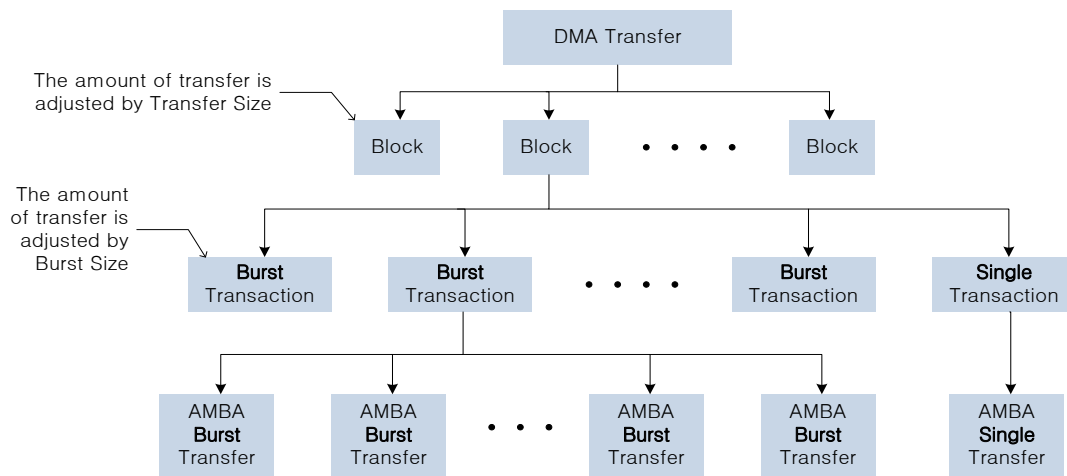 DMA Transfer
The amount of transfer is
adjusted by Transfer Size
Block
Block
Block
The amount
of transfer is
adjusted by
Burst Size
Burst
Transaction
Burst
Transaction
Burst
Transaction
Single
Transaction
AMBA
Burst
Transfer
AMBA
Burst
Transfer
AMBA
Burst
Transfer
AMBA
Burst
Transfer
AMBA
Single
Transfer